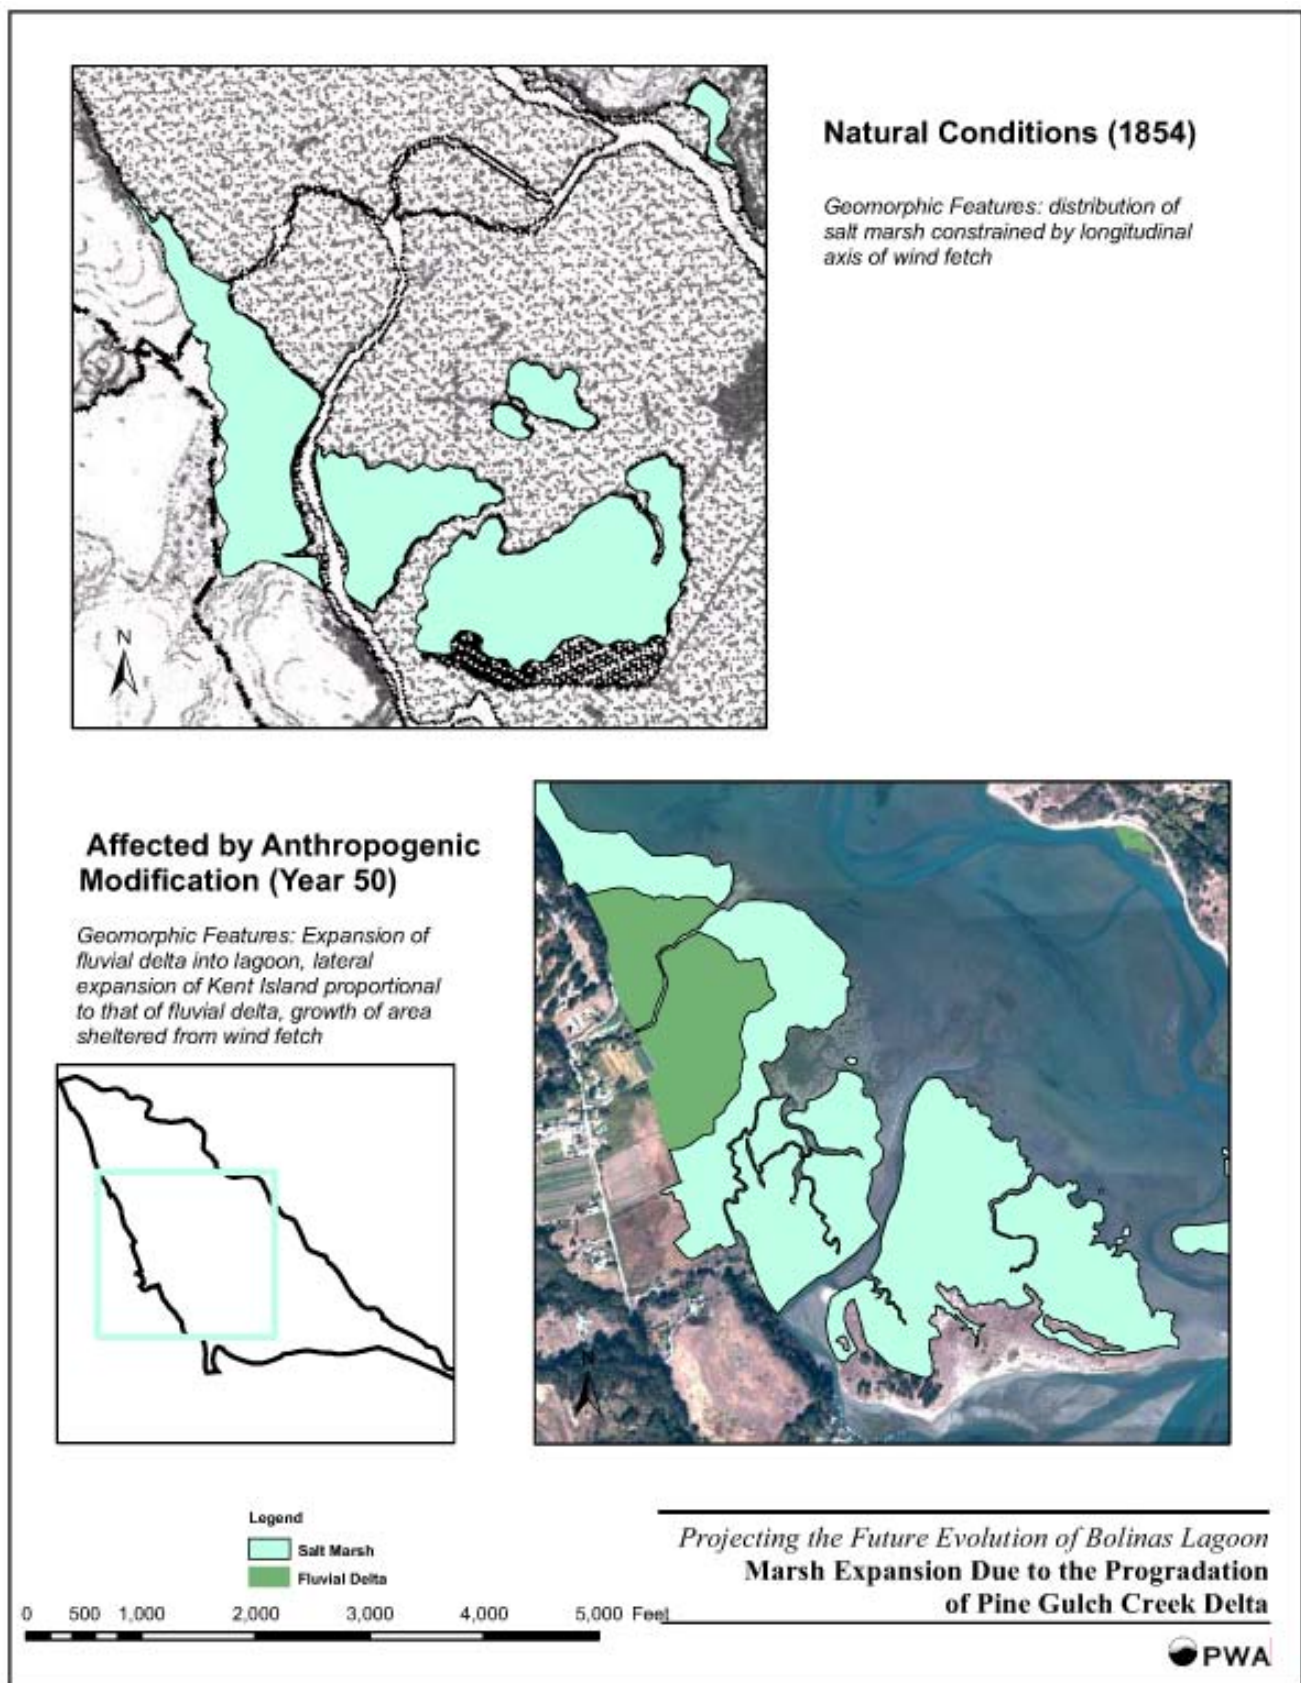 Natural Conditions (1854)
Geomorphic Features: distribution of
salt marsh constrained by longitudinal
axis of wind fetch
N
Affected by Anthropogenic
Modification (Year 50)
Geomorphic Features: Expansion of
fluvial delta into lagoon, lateral
expansion of Kent Island proportional
to that of fluvial delta, growth of area
sheltered from wind fetch
N
Legend
Salt Marsh
Fluvial Delta
0 500 1,000 2,000 3,000 4,000 5,000 Feet
Projecting the Future Evolution of Bolinas Lagoon
Marsh Expansion Due to the Progradation
of Pine Gulch Creek Delta
PWA